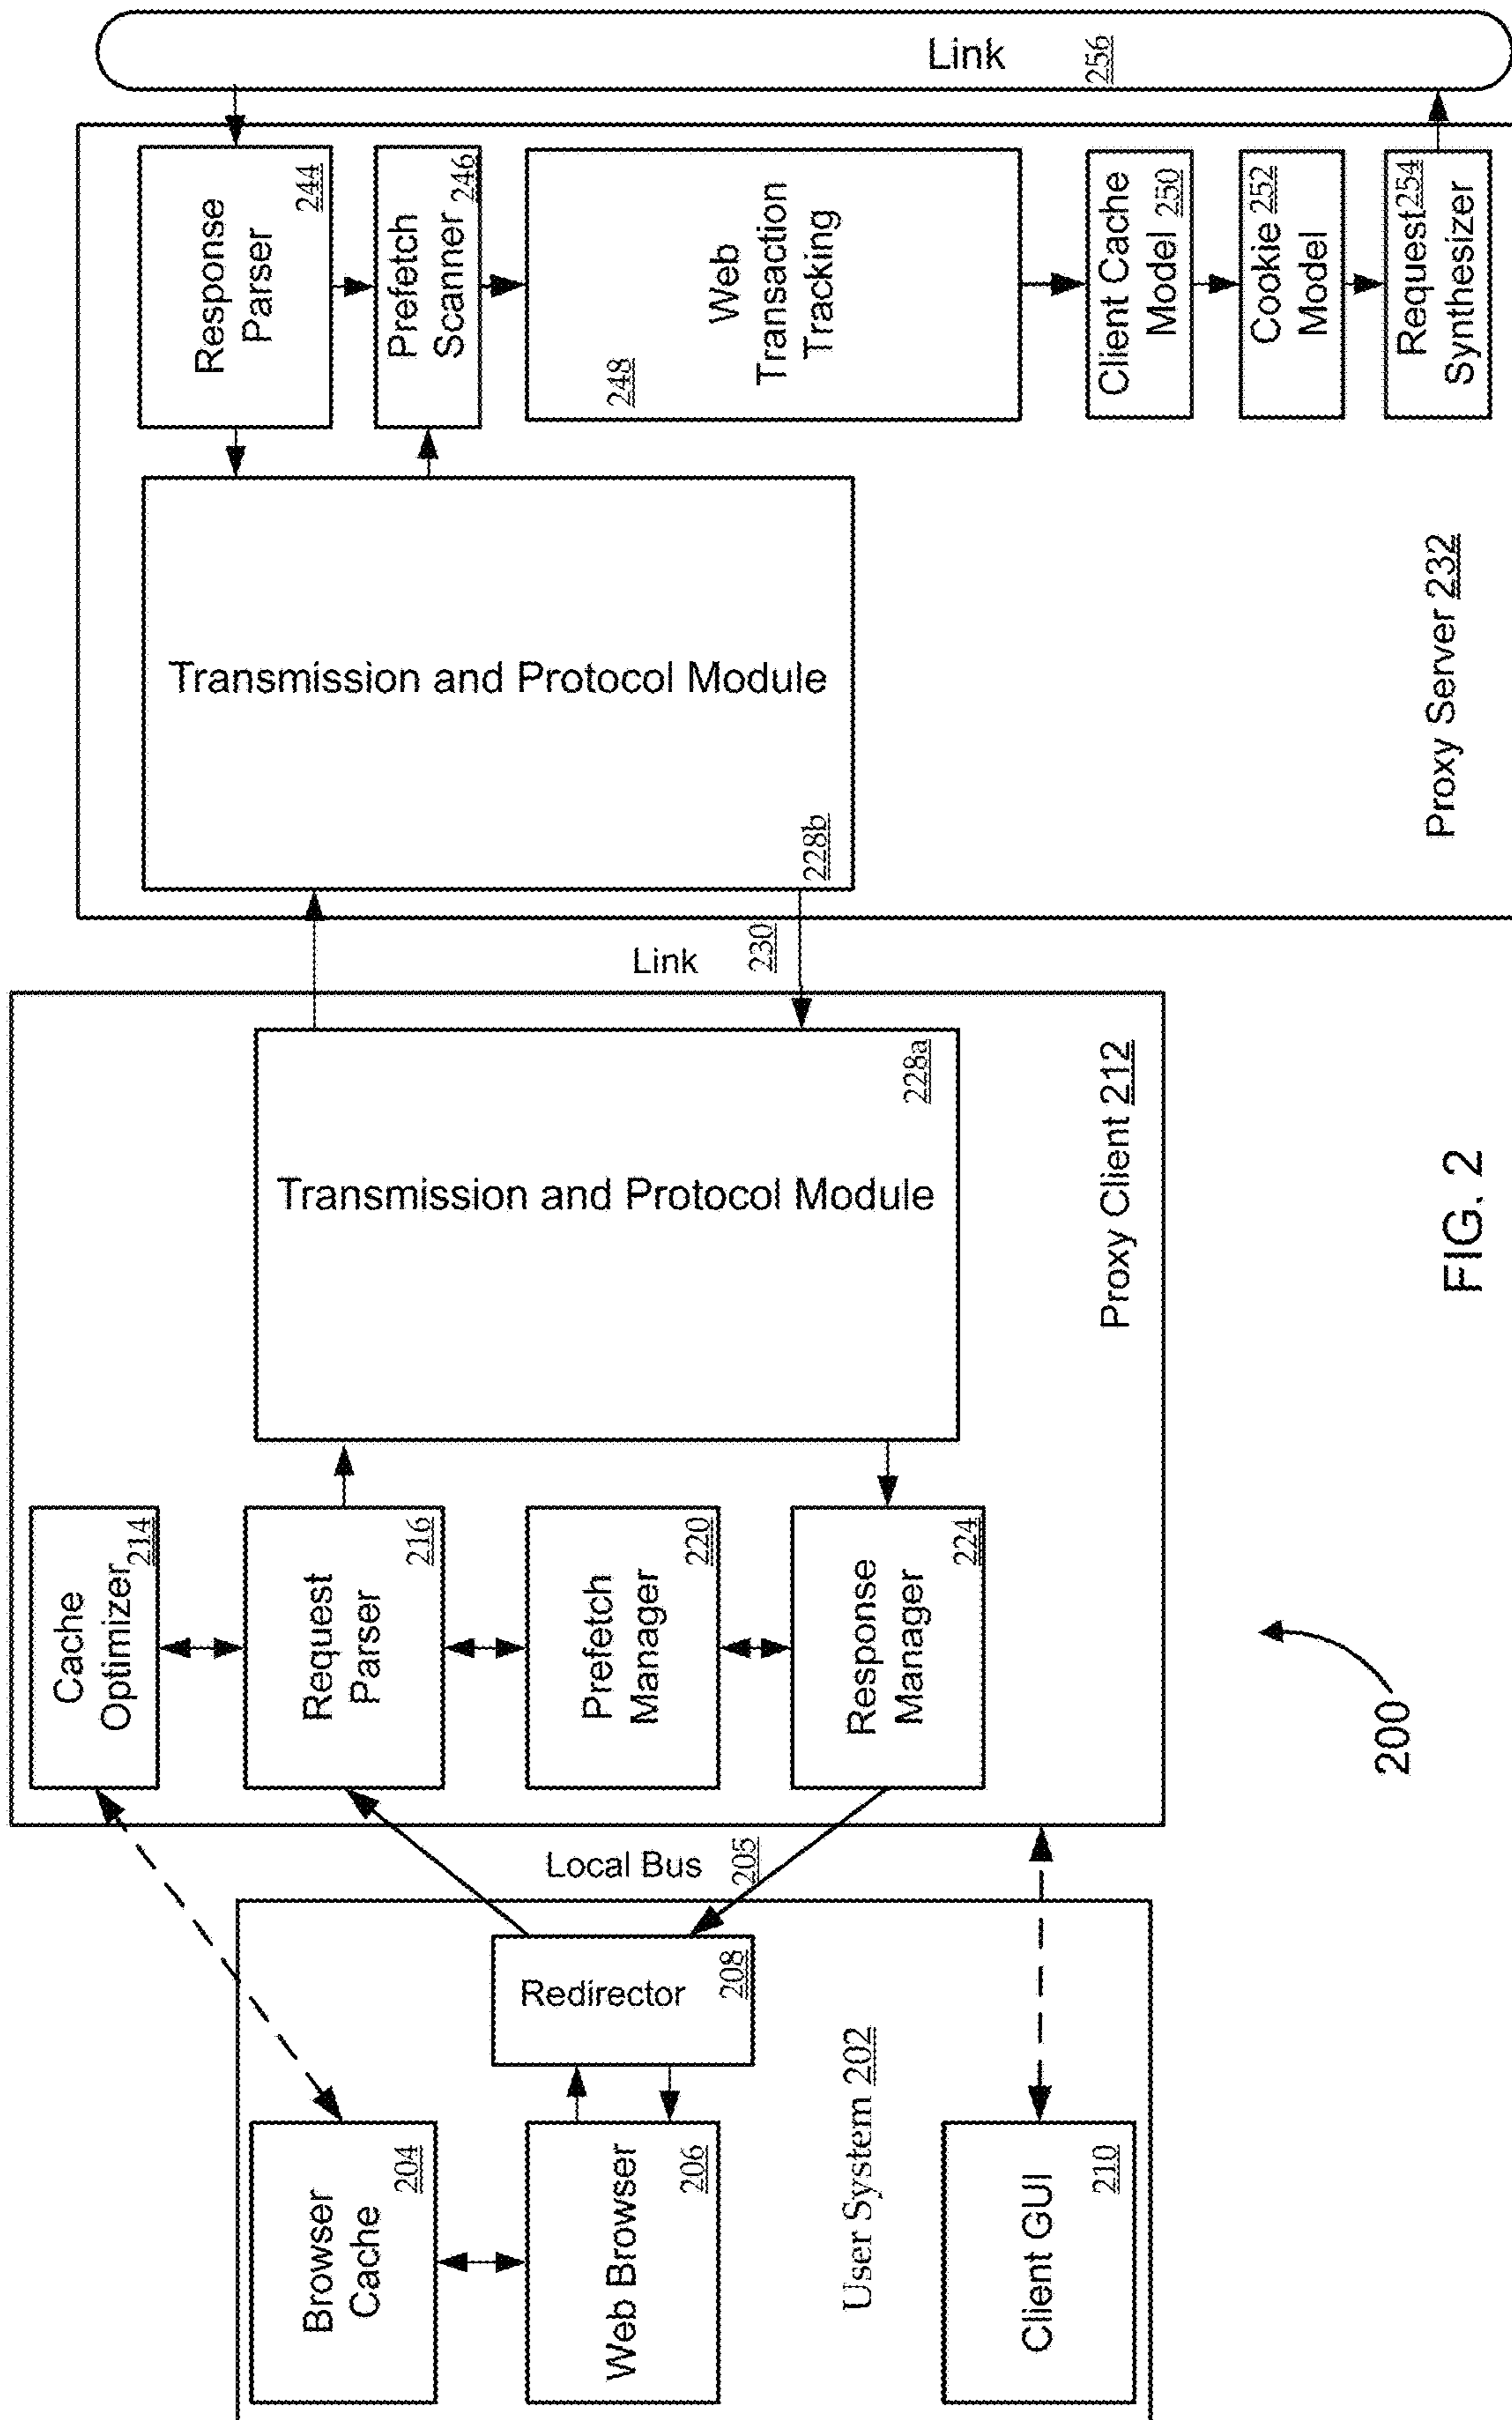 Browser
Cache
204
Web Browser
206
Redirector
208
User System 202
Client GUI
210
Local Bus
205
Cache
Optimizer
214
Request
Parser
216
Prefetch
Manager
220
Response
Manager
224
Transmission and Protocol Module
228a
Proxy Client 212
Link
230
Transmission and Protocol Module
228b
Response
Parser
244
Prefetch
Scanner
246
Web
Transaction
Tracking
248
Client Cache
Model 250
Cookie 252
Model
Request 254
Synthesizer
Proxy Server 232
Link
256
200
FIG. 2